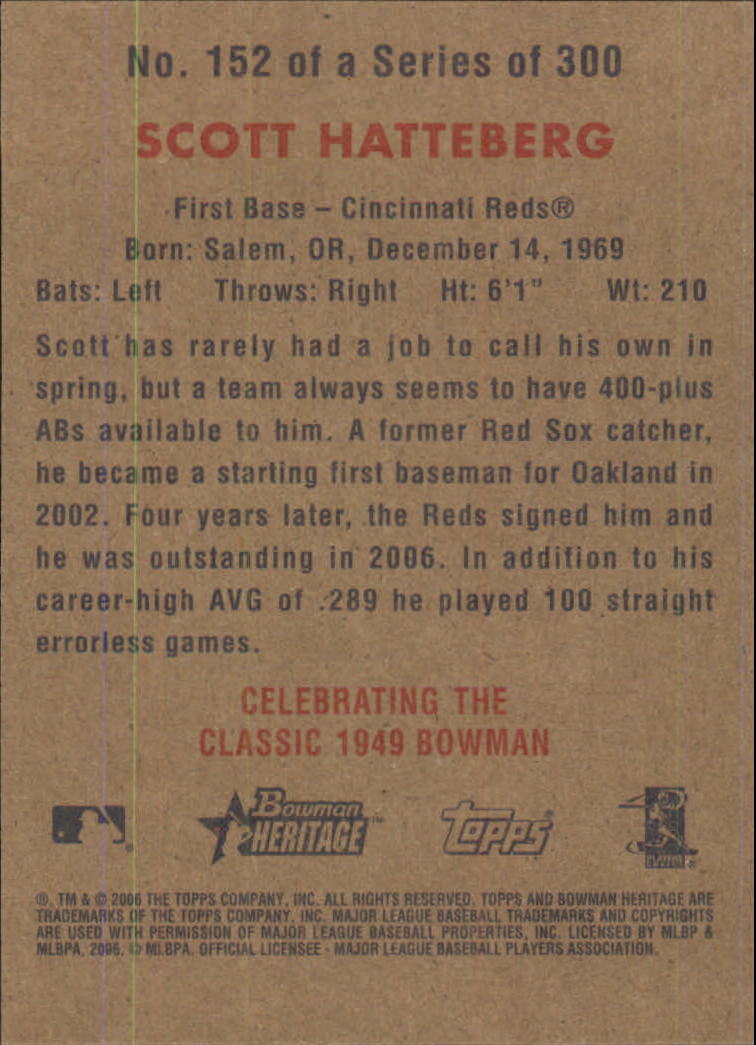 No. 152 of a Series of 300
SCOTT HATTEBERG
First Base – Cincinnati Reds®
Born: Salem, OR, December 14, 1969
Bats: Left Throws: Right Ht: 6'1" Wt: 210
Scott has rarely had a job to call his own in
spring, but a team always seems to have 400-plus
ABs available to him. A former Red Sox catcher,
he became a starting first baseman for Oakland in
2002. Four years later, the Reds signed him and
he was outstanding in 2006. In addition to his
career-high AVG of .289 he played 100 straight
errorless games.
CELEBRATING THE
CLASSIC 1949 BOWMAN
Bowman
HERITAGE™
Topps®
PLAYERS
®, TM & © 2006 THE TOPPS COMPANY, INC. ALL RIGHTS RESERVED. TOPPS AND BOWMAN HERITAGE ARE
TRADEMARKS OF THE TOPPS COMPANY, INC. MAJOR LEAGUE BASEBALL TRADEMARKS AND COPYRIGHTS
ARE USED WITH PERMISSION OF MAJOR LEAGUE BASEBALL PROPERTIES, INC. LICENSED BY MLBP &
MLBPA, 2006. © MLBPA. OFFICIAL LICENSEE - MAJOR LEAGUE BASEBALL PLAYERS ASSOCIATION.